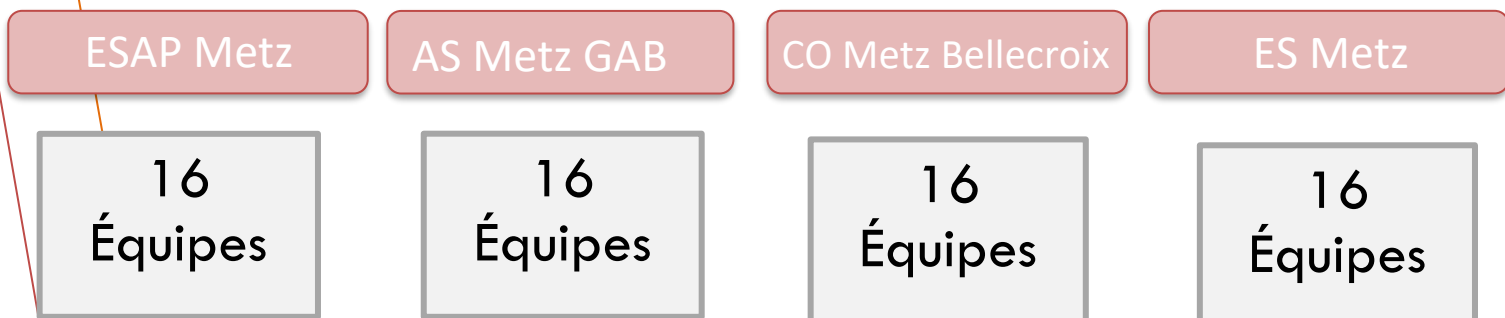 ESAP Metz
AS Metz GAB
CO Metz Bellecroix
ES Metz
16
Équipes
16
Équipes
16
Équipes
16
Équipes